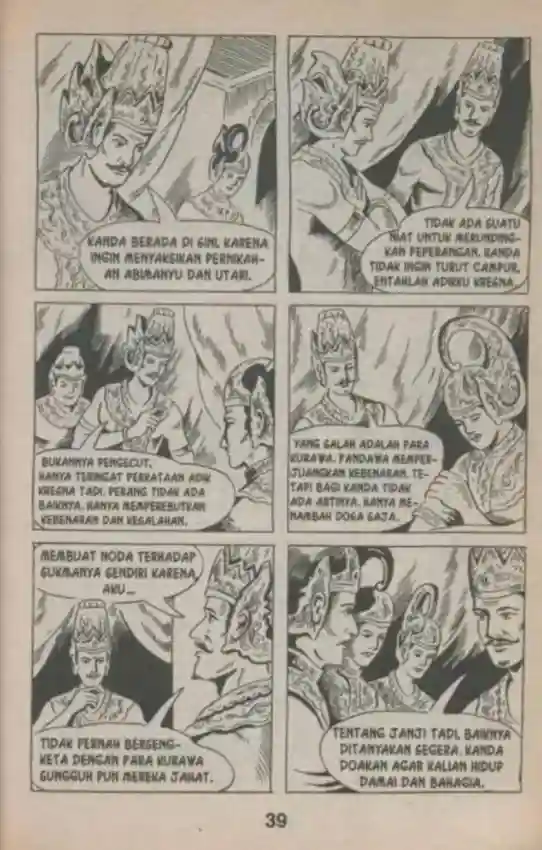 KANDA BERADA DI SINI, KARENA
INGIN MENYAKSIKAN PERNIKAH-
AN ABIMANYU DAN UTARI.
TIDAK ADA SUATU
NIAT UNTUK MERUNDING-
KAN PEPERANGAN. KANDA
TIDAK INGIN TURUT CAMPUR,
ENTAHLAH ADIKKU KRESNA.
BUKANNYA PENGECUT,
HANYA TERINGAT PERKATAAN ADIK
KRESNA TADI. PERANG TIDAK ADA
BAIKNYA. HANYA MEMPEREBUTKAN
KEBENARAN DAN KESALAHAN.
YANG SALAH ADALAH PARA
KURAWA. PANDAWA MEMPER-
JUANGKAN KEBENARAN. TE-
TAPI BAGI KANDA TIDAK
ADA ARTINYA. HANYA ME-
NAMBAH DOSA SAJA.
MEMBUAT NODA TERHADAP
SUKMANYA SENDIRI KARENA
AKU...
TIDAK PERNAH BERSENG-
KETA DENGAN PARA KURAWA
SUNGGUH PUN MEREKA JAHAT.
TENTANG JANJI TADI, BAIKNYA
DITANYAKAN SEGERA. KANDA
DOAKAN AGAR KALIAN HIDUP
DAMAI DAN BAHAGIA.
39